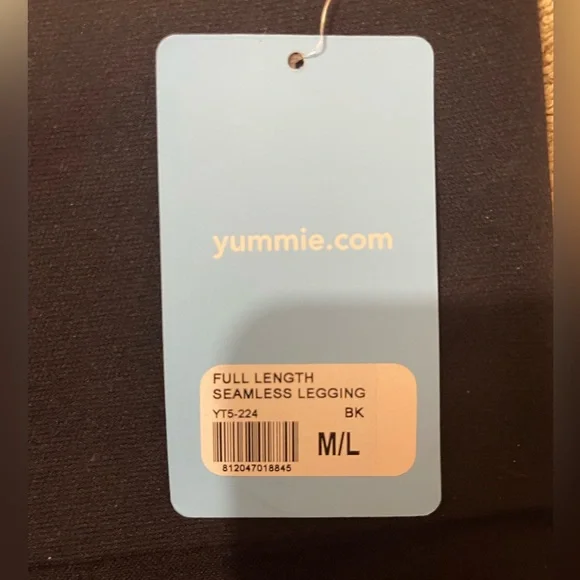 yummie.com
FULL LENGTH
SEAMLESS LEGGING
YT5-224 BK
M/L
812047018845